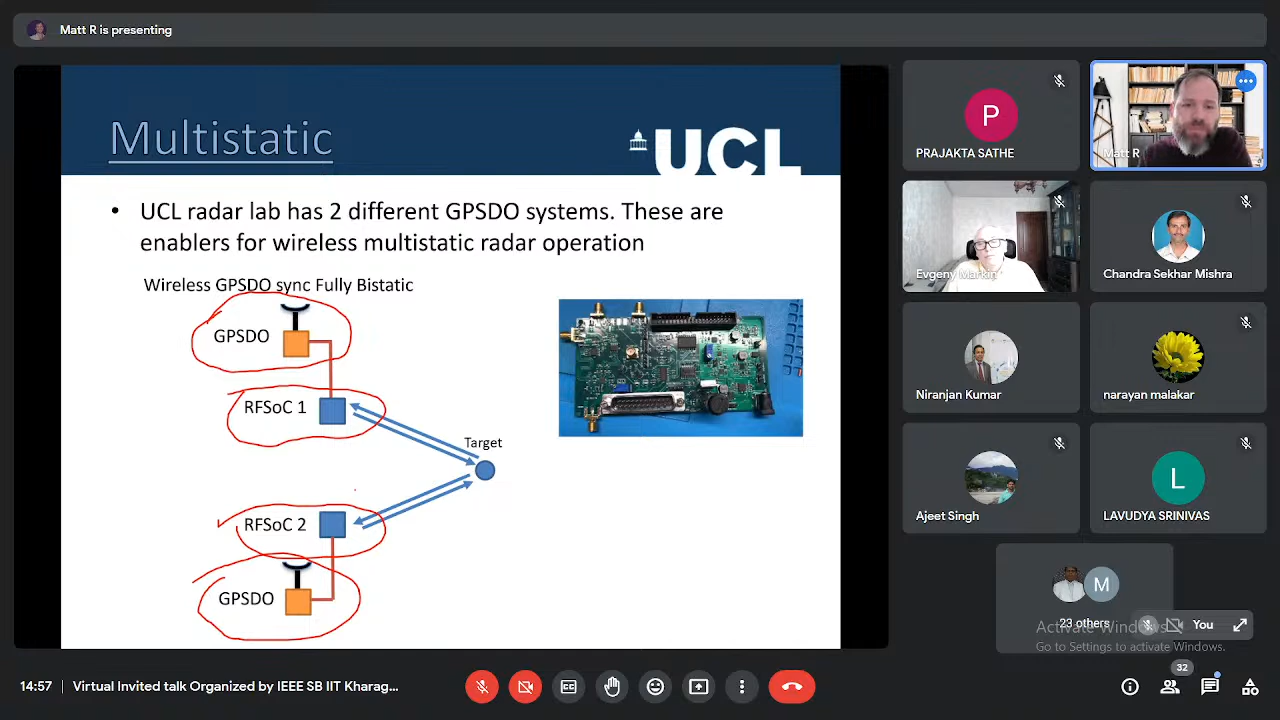 Matt R is presenting
Multistatic
UCL
• UCL radar lab has 2 different GPSDO systems. These are
enablers for wireless multistatic radar operation
Wireless GPSDO sync Fully Bistatic
GPSDO
RFSoC 1
Target
RFSoC 2
GPSDO
P
PRAJAKTA SATHE
Matt R
Evgeny Markin
Chandra Sekhar Mishra
Niranjan Kumar
narayan malakar
Ajeet Singh
L
LAVUDYA SRINIVAS
M
23 others
You
Activate Windows
Go to Settings to activate Windows.
14:57 | Virtual Invited talk Organized by IEEE SB IIT Kharag...
32